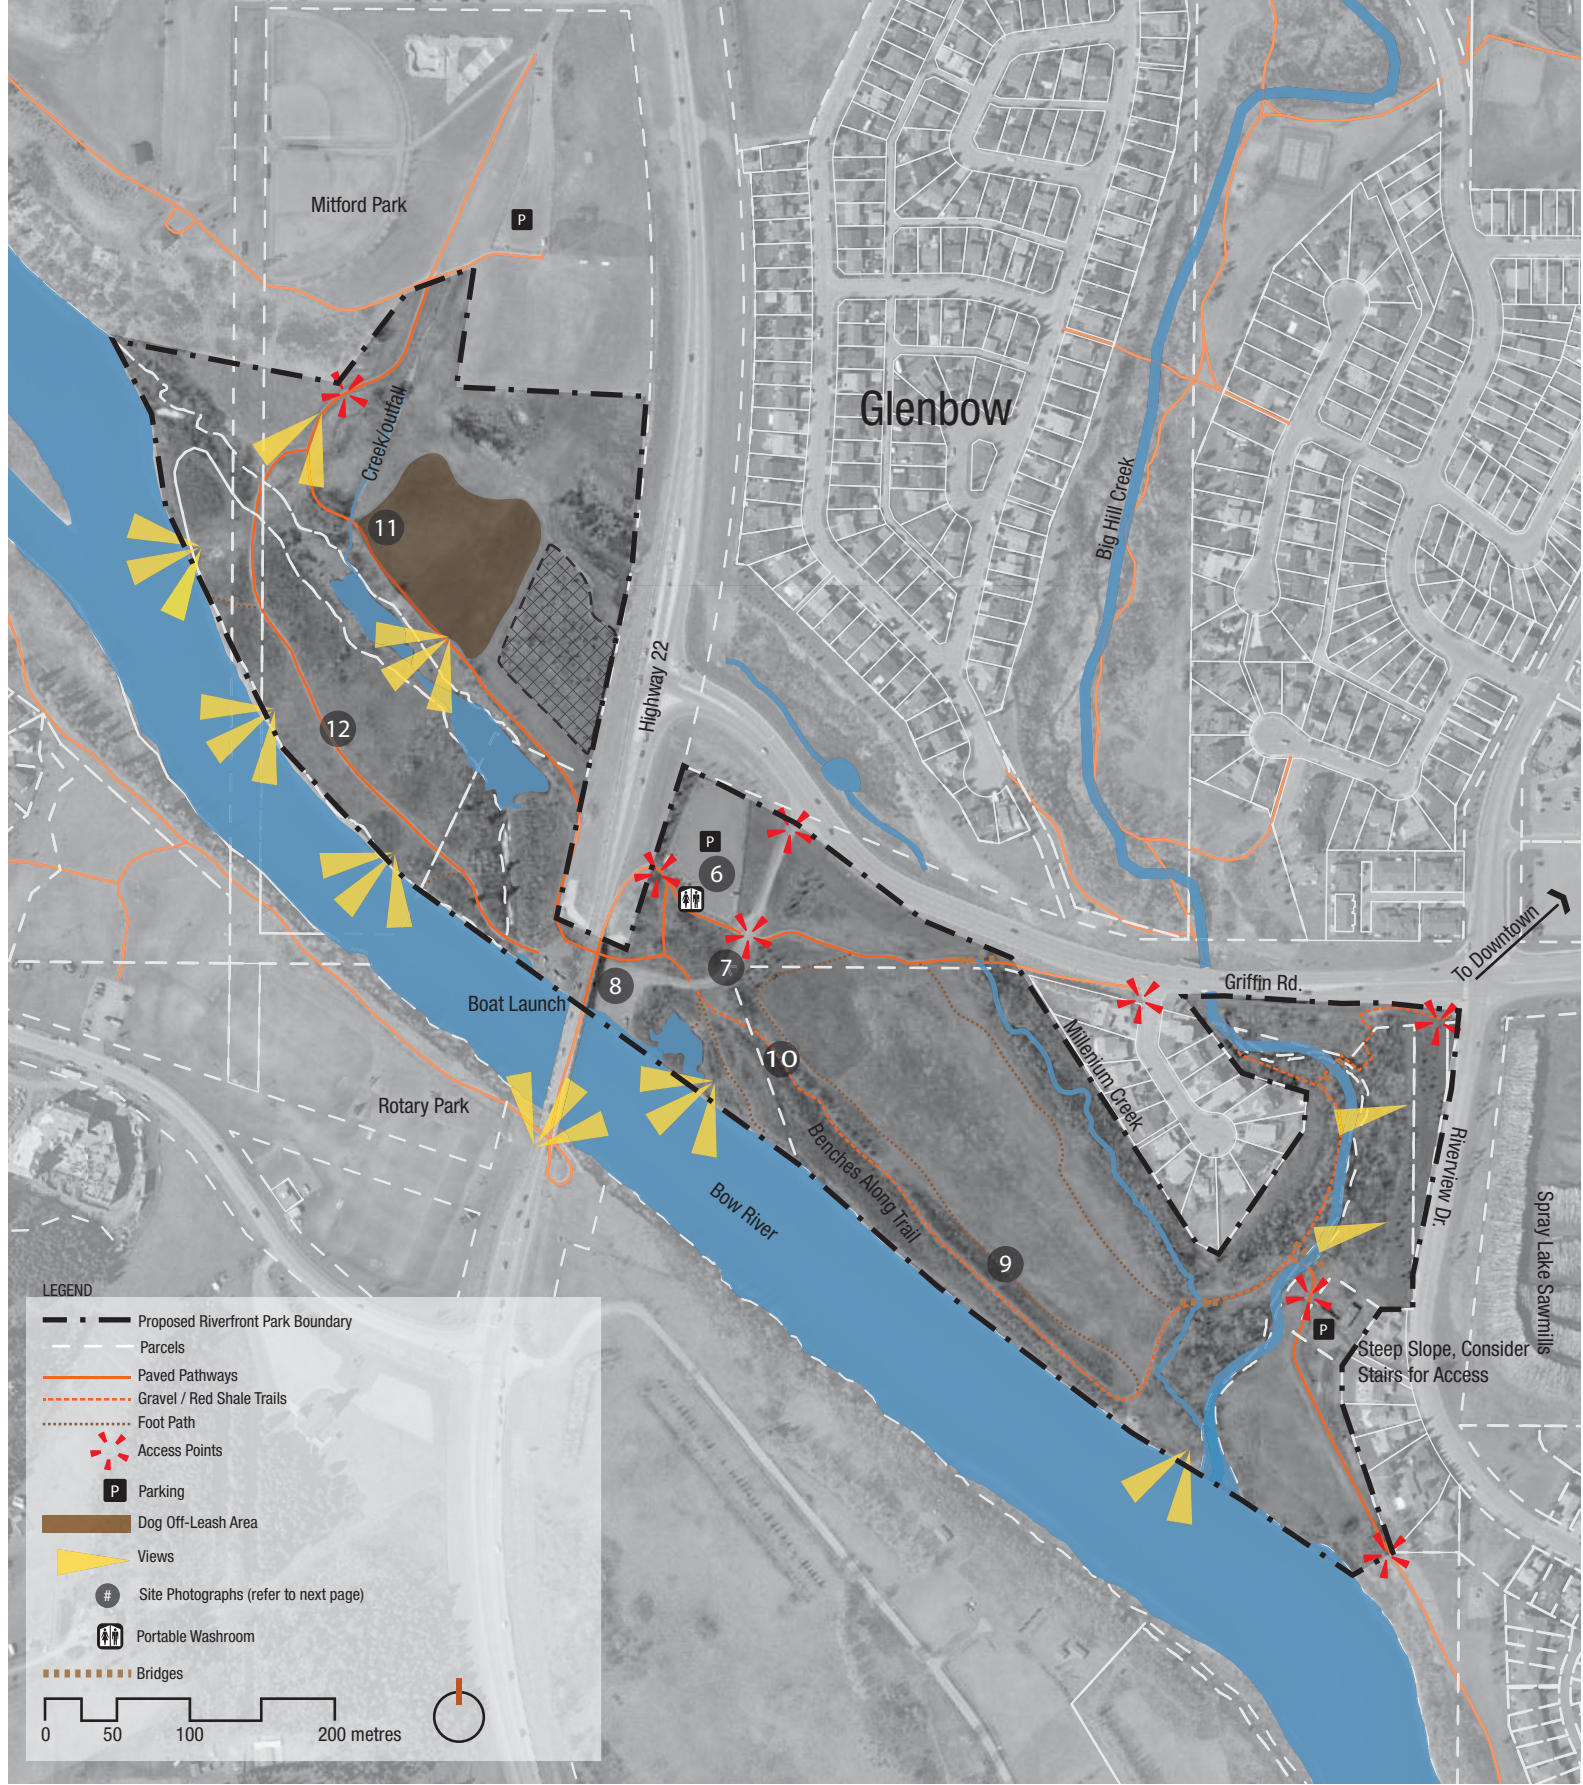 Mitford Park
P
Creek/outfall
Glenbow
11
Big Hill Creek
Highway 22
12
P
6
7
8
Griffin Rd.
To Downtown
Boat Launch
Millenium Creek
10
Rotary Park
Benches Along Trail
Riverview Dr.
Bow River
Spray Lake Sawmills
9
P
Steep Slope, Consider
Stairs for Access
LEGEND
Proposed Riverfront Park Boundary
Parcels
Paved Pathways
Gravel / Red Shale Trails
Foot Path
Access Points
P Parking
Dog Off-Leash Area
Views
# Site Photographs (refer to next page)
Portable Washroom
Bridges
0 50 100 200 metres